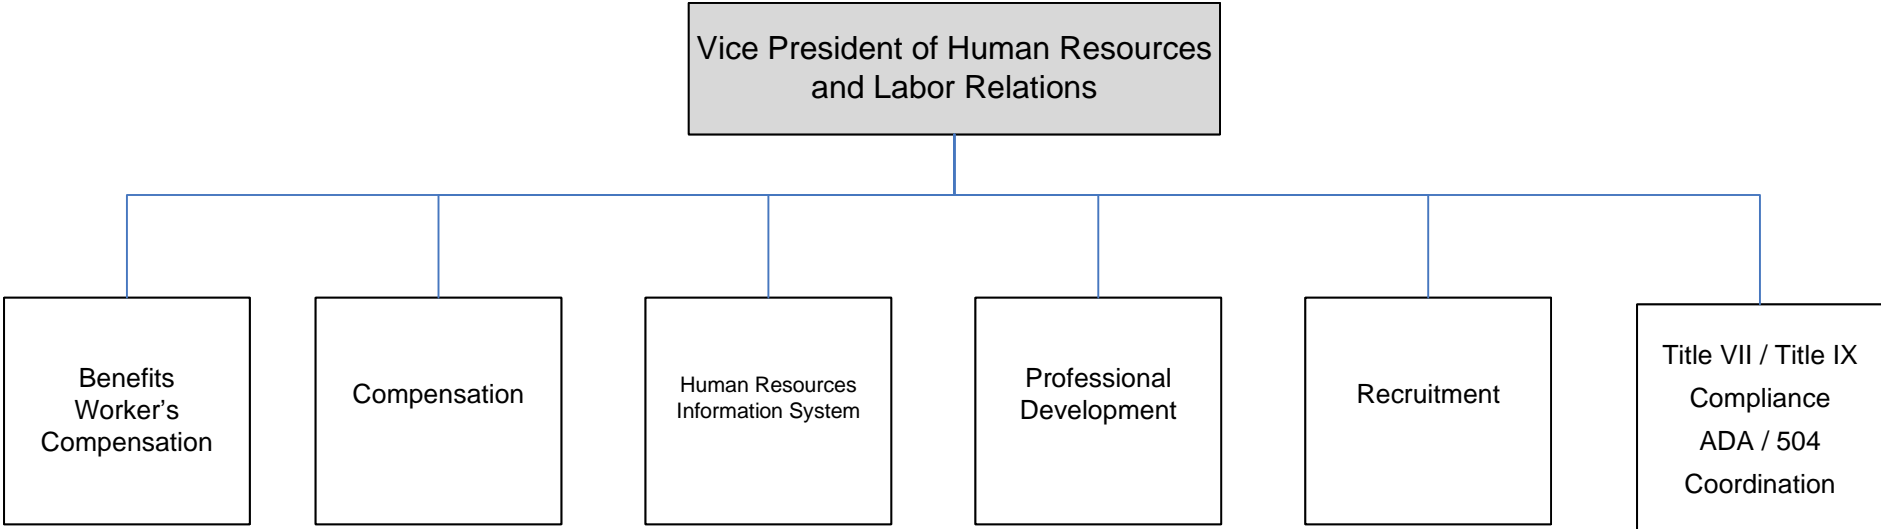 Vice President of Human Resources
and Labor Relations
Benefits
Worker's
Compensation
Compensation
Human Resources
Information System
Professional
Development
Recruitment
Title VII / Title IX
Compliance
ADA / 504
Coordination